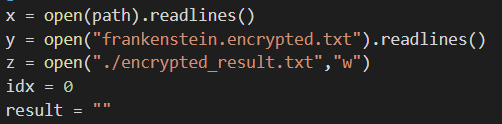 x = open(path).readlines()
y = open("frankenstein.encrypted.txt").readlines()
z = open("./encrypted_result.txt","w")
idx = 0
result = ""